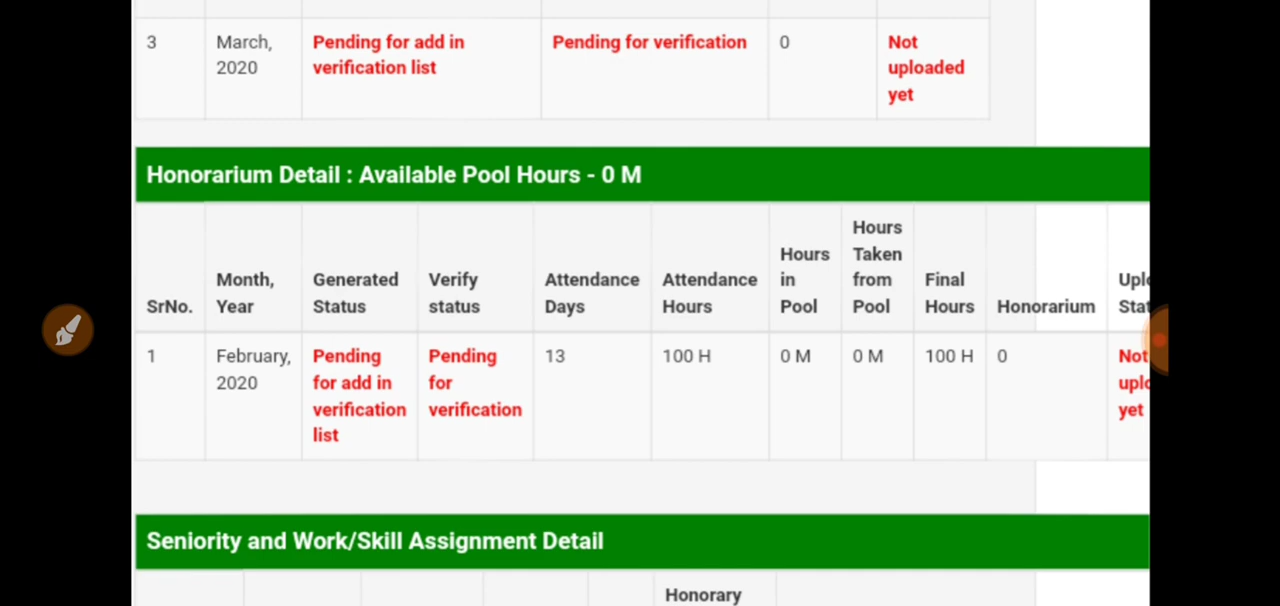 3 March, 2020 Pending for add in verification list Pending for verification 0 Not uploaded yet
Honorarium Detail : Available Pool Hours - 0 M
SrNo. Month, Year Generated Status Verify status Attendance Days Attendance Hours Hours in Pool Hours Taken from Pool Final Hours Honorarium
1 February, 2020 Pending for add in verification list Pending for verification 13 100 H 0 M 0 M 100 H 0 Not yet
Seniority and Work/Skill Assignment Detail
Honorary